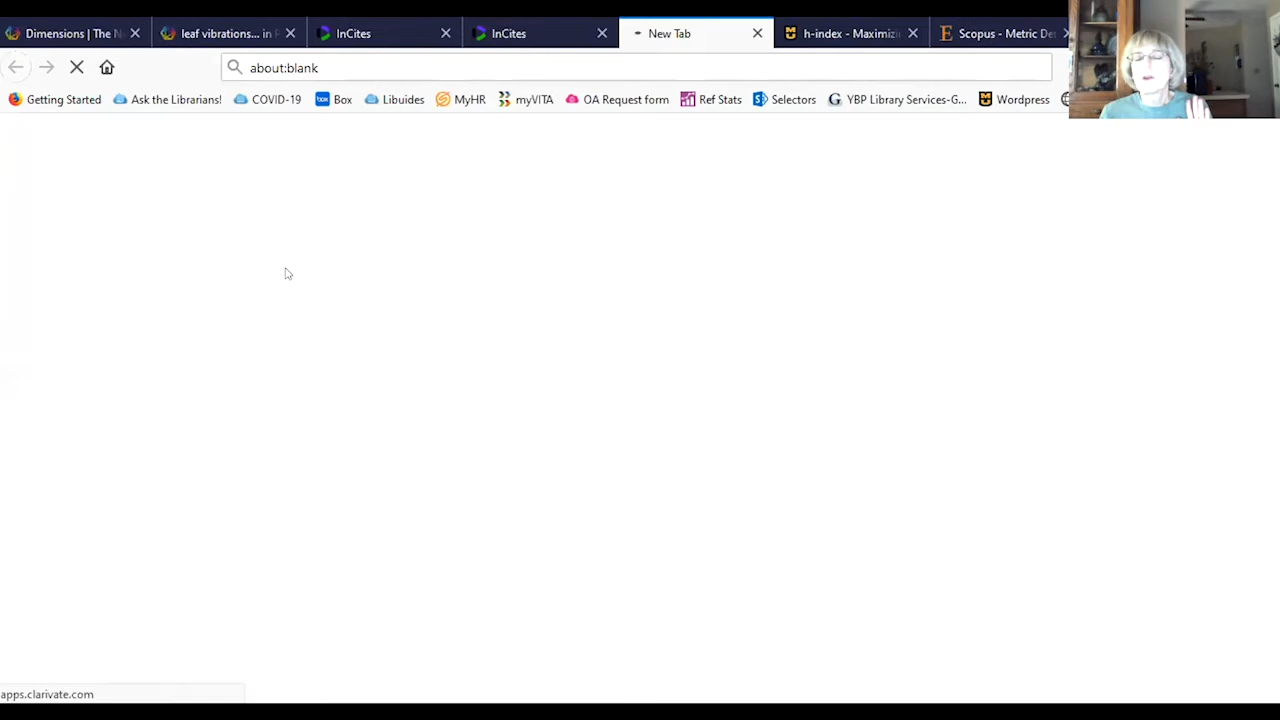 Dimensions | The N
leaf vibrations... in P
InCites
InCites
New Tab
h-index - Maximizi
Scopus - Metric De
about:blank
Getting Started
Ask the Librarians!
COVID-19
box
Box
Libuides
MyHR
myVITA
OA Request form
Ref Stats
Selectors
YBP Library Services-G...
Wordpress
apps.clarivate.com